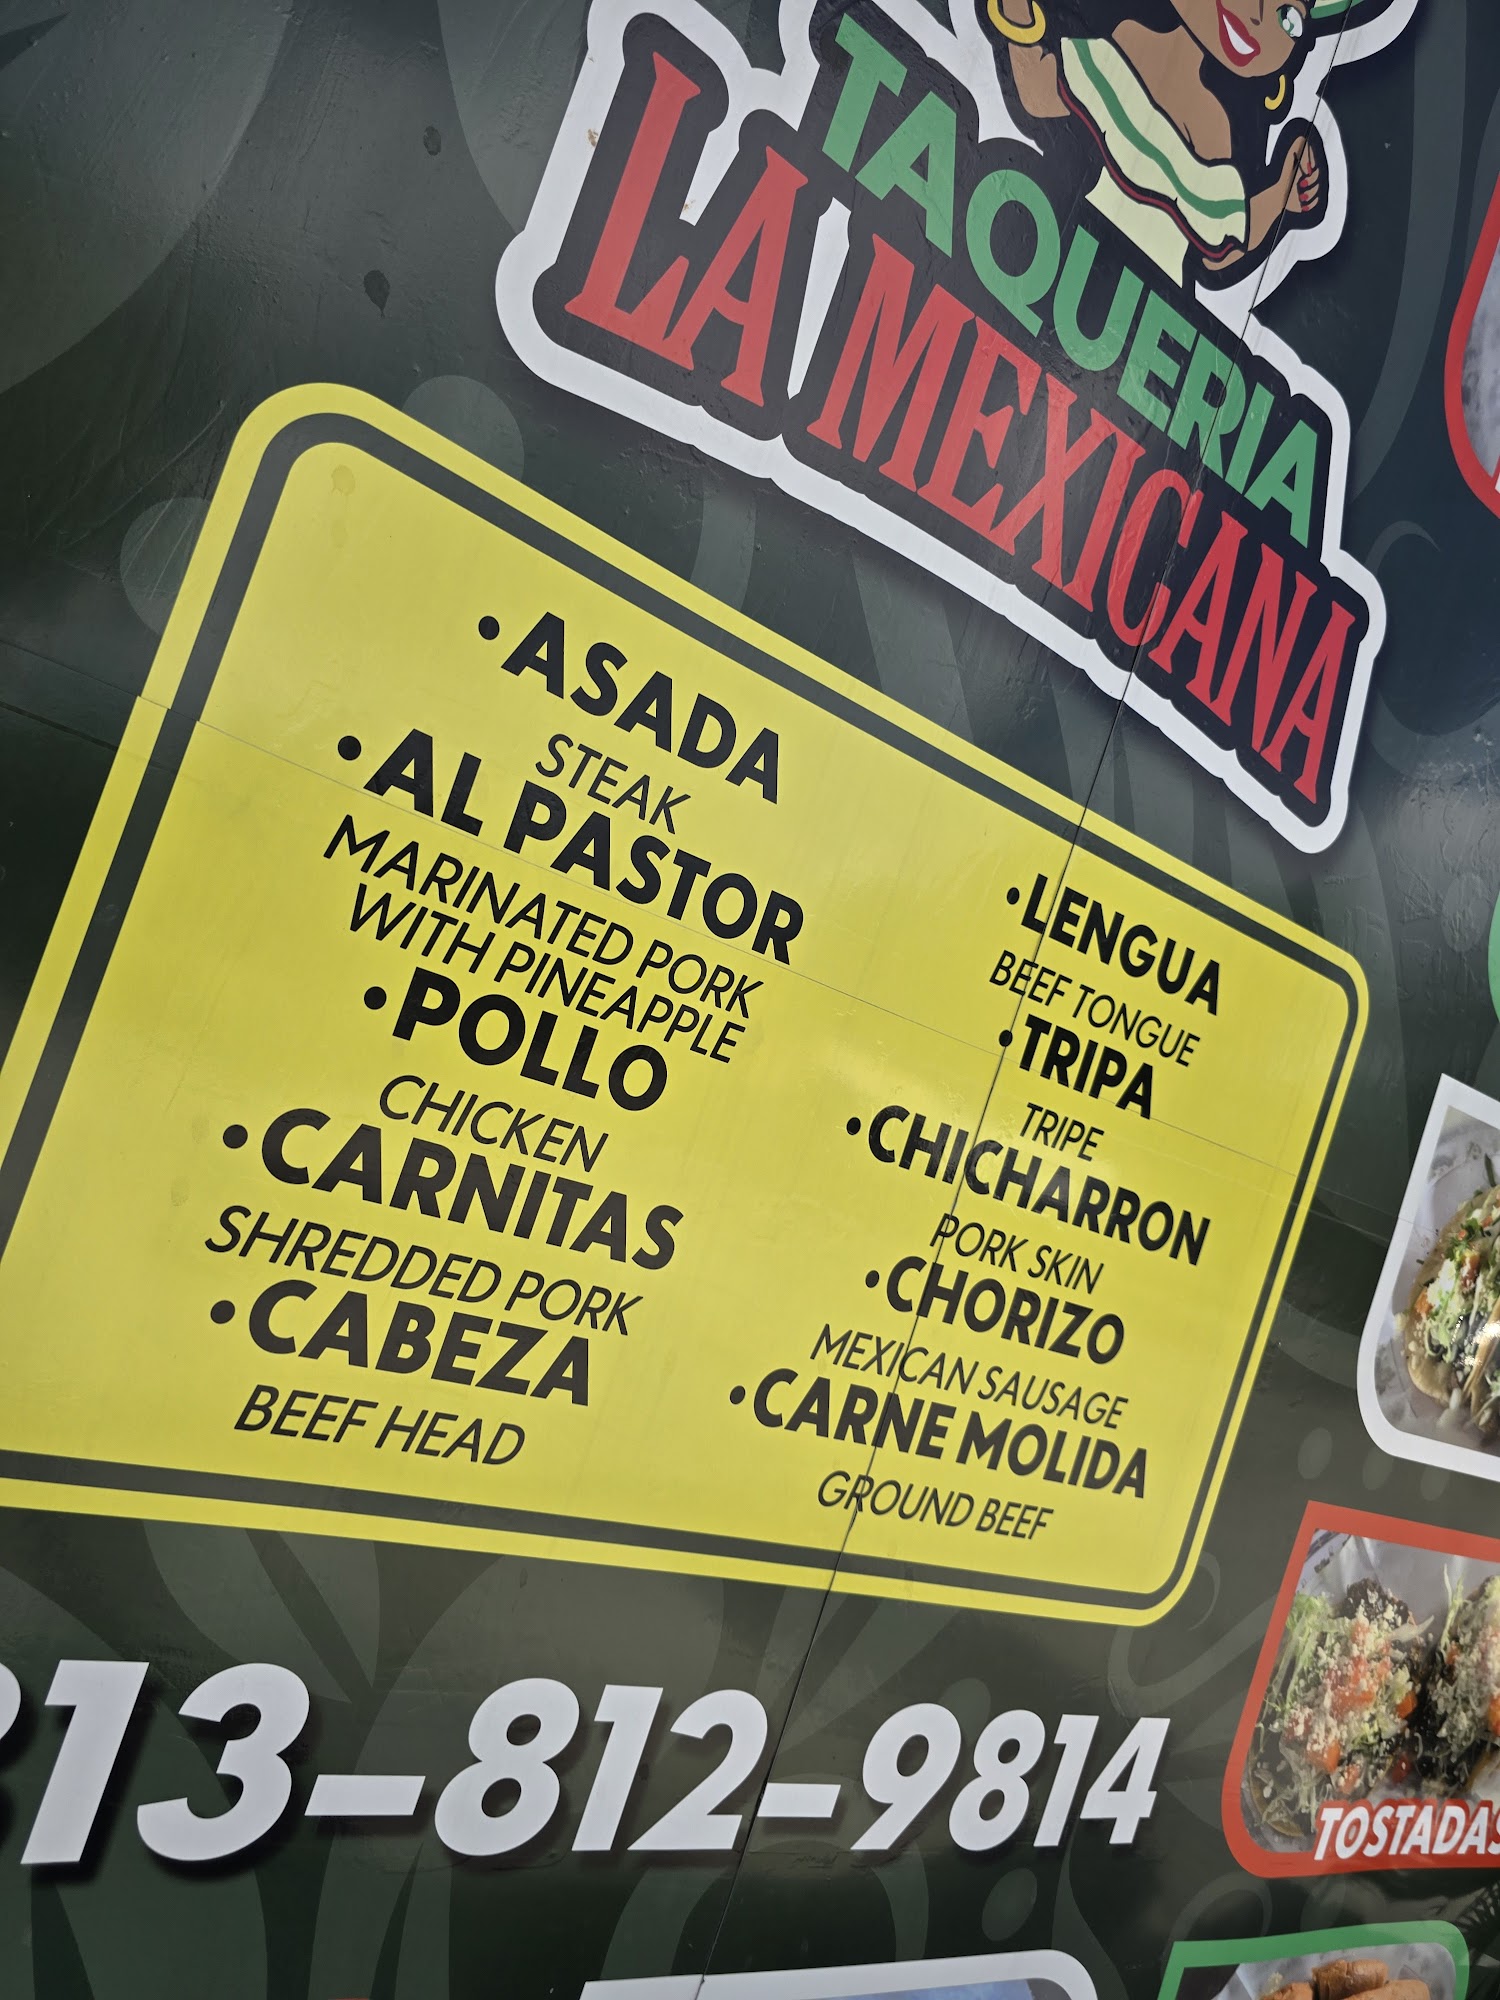 TAQUERIA
LA MEXICANA
•ASADA
STEAK
•AL PASTOR
MARINATED PORK
WITH PINEAPPLE
•POLLO
CHICKEN
•CARNITAS
SHREDDED PORK
•CABEZA
BEEF HEAD
•LENGUA
BEEF TONGUE
•TRIPA
TRIPE
•CHICHARRON
PORK SKIN
•CHORIZO
MEXICAN SAUSAGE
•CARNE MOLIDA
GROUND BEEF
813-812-9814
TOSTADAS